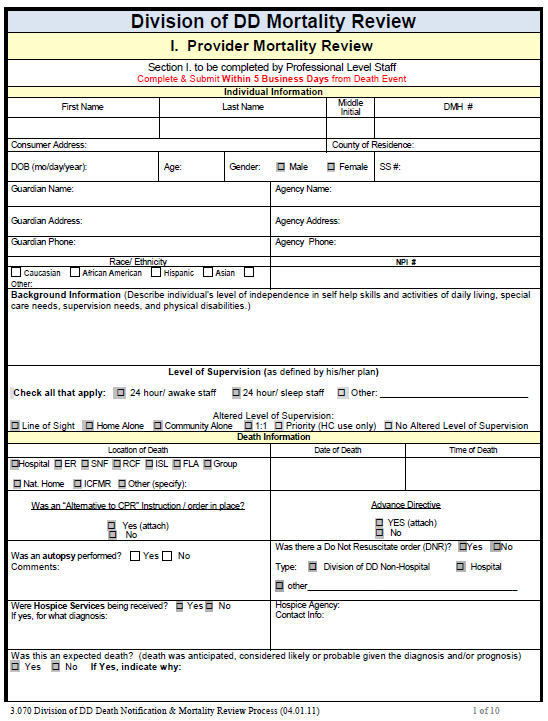 Division of DD Mortality Review
I. Provider Mortality Review
Section I. to be completed by Professional Level Staff
Complete & Submit Within 5 Business Days from Death Event
Individual Information
First Name Last Name Middle Initial DMH #
Consumer Address: County of Residence:
DOB (mo/day/year): Age: Gender: Male Female SS #:
Guardian Name: Agency Name:
Guardian Address: Agency Address:
Guardian Phone: Agency Phone:
Race/ Ethnicity NPI #
Caucasian African American Hispanic Asian
Other:
Background Information (Describe individual's level of independence in self help skills and activities of daily living, special
care needs, supervision needs, and physical disabilities.)
Level of Supervision (as defined by his/her plan)
Check all that apply: 24 hour/ awake staff 24 hour/ sleep staff Other: ____________________
Altered Level of Supervision:
Line of Sight Home Alone Community Alone 1:1 Priority (HC use only) No Altered Level of Supervision
Death Information
Location of Death Date of Death Time of Death
Hospital ER SNF RCF ISL FLA Group
Nat. Home ICFMR Other (specify):
Was an "Alternative to CPR" Instruction / order in place?
Yes (attach)
No
Advance Directive
YES (attach)
No
Was an autopsy performed? Yes No
Comments:
Was there a Do Not Resuscitate order (DNR)? Yes No
Type: Division of DD Non-Hospital Hospital
other____________________
Were Hospice Services being received? Yes No
If yes, for what diagnosis:
Hospice Agency:
Contact Info:
Was this an expected death? (death was anticipated, considered likely or probable given the diagnosis and/or prognosis)
Yes No If Yes, indicate why:
3.070 Division of DD Death Notification & Mortality Review Process (04.01.11) 1 of 10